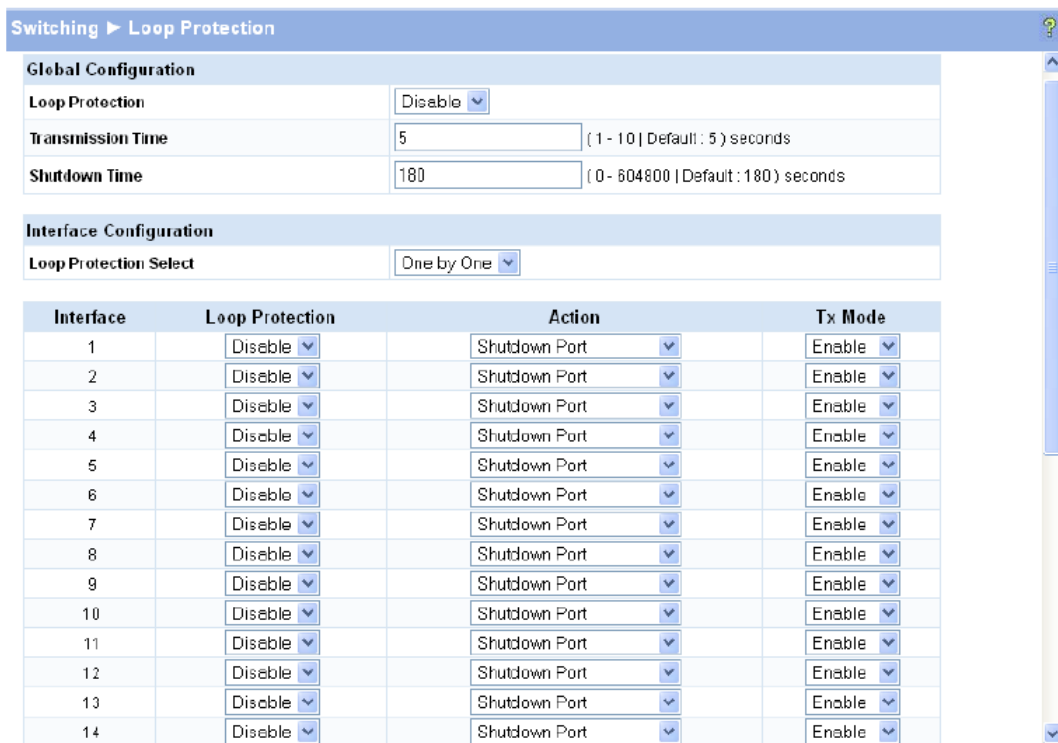 Switching ► Loop Protection ?
Global Configuration
Loop Protection Disable
Transmission Time 5 ( 1 - 10 | Default : 5 ) seconds
Shutdown Time 180 ( 0 - 604800 | Default : 180 ) seconds
Interface Configuration
Loop Protection Select One by One
Interface Loop Protection Action Tx Mode
1 Disable Shutdown Port Enable
2 Disable Shutdown Port Enable
3 Disable Shutdown Port Enable
4 Disable Shutdown Port Enable
5 Disable Shutdown Port Enable
6 Disable Shutdown Port Enable
7 Disable Shutdown Port Enable
8 Disable Shutdown Port Enable
9 Disable Shutdown Port Enable
10 Disable Shutdown Port Enable
11 Disable Shutdown Port Enable
12 Disable Shutdown Port Enable
13 Disable Shutdown Port Enable
14 Disable Shutdown Port Enable